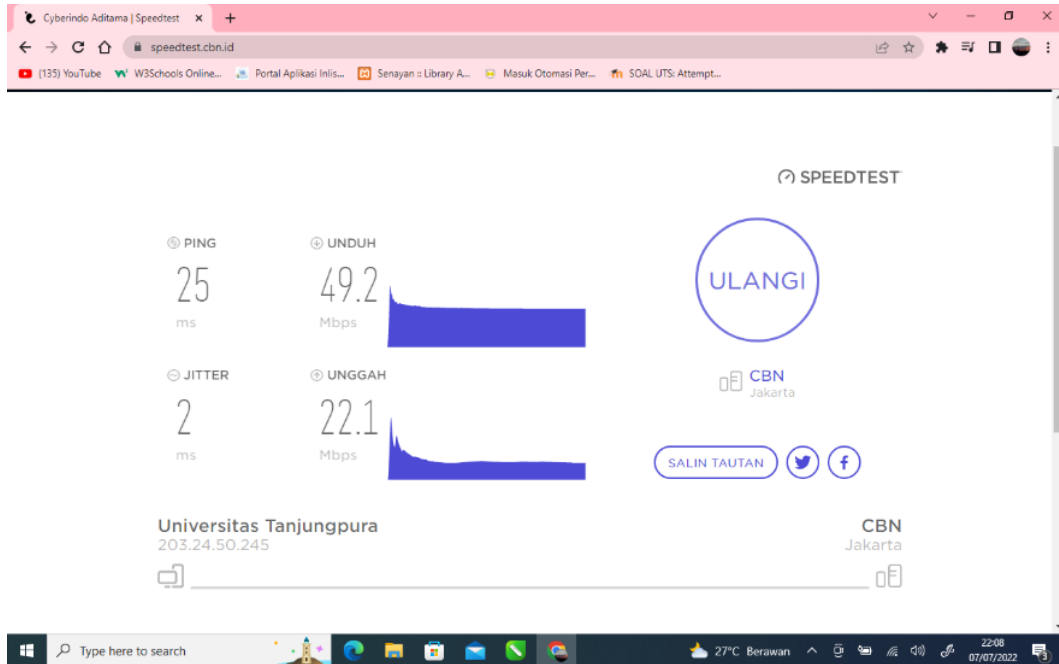 Cyberindo Aditama | Speedtest
speedtest.cbn.id
(135) YouTube
W3Schools Online...
Portal Aplikasi Inlis...
Senayan :: Library A...
Masuk Otomasi Per...
SOAL UTS: Attempt...
SPEEDTEST
PING
UNDUH
25
49.2
ms
Mbps
ULANGI
JITTER
UNGGAH
2
22.1
ms
Mbps
CBN
Jakarta
SALIN TAUTAN
Universitas Tanjungpura
203.24.50.245
CBN
Jakarta
Type here to search
27°C Berawan
22:08
07/07/2022
3